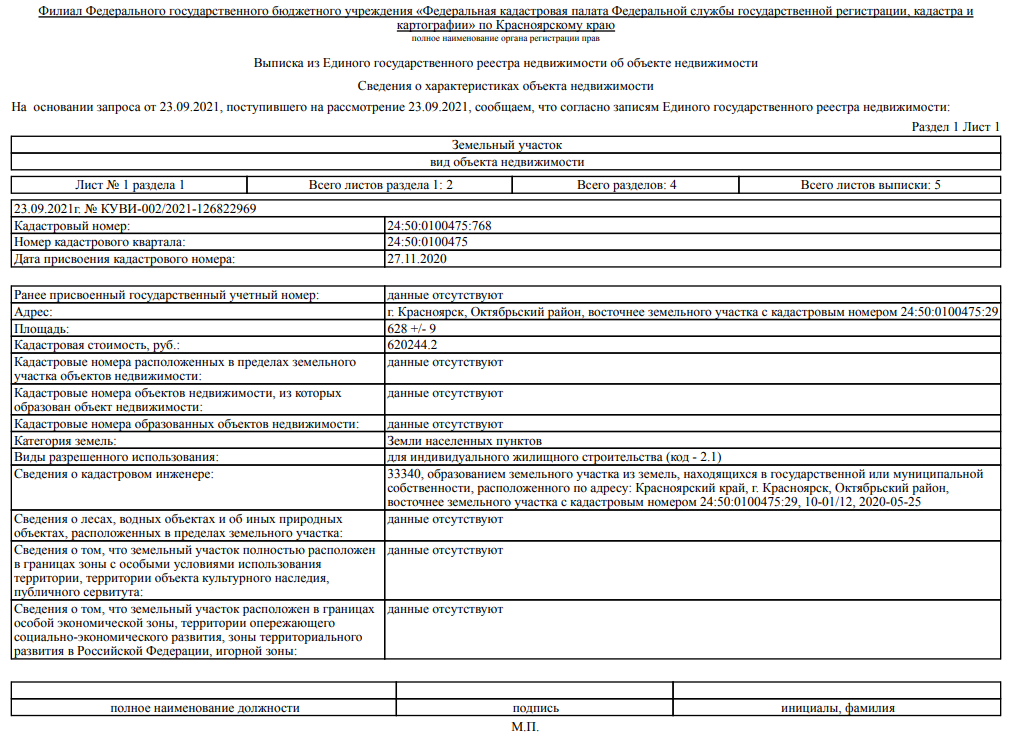 Филиал Федерального государственного бюджетного учреждения «Федеральная кадастровая палата Федеральной службы государственной регистрации, кадастра и
картографии» по Красноярскому краю
полное наименование органа регистрации прав
Выписка из Единого государственного реестра недвижимости об объекте недвижимости
Сведения о характеристиках объекта недвижимости
На основании запроса от 23.09.2021, поступившего на рассмотрение 23.09.2021, сообщаем, что согласно записям Единого государственного реестра недвижимости:
Раздел 1 Лист 1
Земельный участок
вид объекта недвижимости
Лист № 1 раздела 1 Всего листов раздела 1: 2 Всего разделов: 4 Всего листов выписки: 5
23.09.2021г. № КУВИ-002/2021-126822969
Кадастровый номер: 24:50:0100475:768
Номер кадастрового квартала: 24:50:0100475
Дата присвоения кадастрового номера: 27.11.2020
Ранее присвоенный государственный учетный номер: данные отсутствуют
Адрес: г. Красноярск, Октябрьский район, восточнее земельного участка с кадастровым номером 24:50:0100475:29
Площадь: 628 +/- 9
Кадастровая стоимость, руб.: 620244.2
Кадастровые номера расположенных в пределах земельного данные отсутствуют
участка объектов недвижимости:
Кадастровые номера объектов недвижимости, из которых данные отсутствуют
образован объект недвижимости:
Кадастровые номера образованных объектов недвижимости: данные отсутствуют
Категория земель: Земли населенных пунктов
Виды разрешенного использования: для индивидуального жилищного строительства (код - 2.1)
Сведения о кадастровом инженере: 33340, образованием земельного участка из земель, находящихся в государственной или муниципальной
собственности, расположенного по адресу: Красноярский край, г. Красноярск, Октябрьский район,
восточнее земельного участка с кадастровым номером 24:50:0100475:29, 10-01/12, 2020-05-25
Сведения о лесах, водных объектах и об иных природных данные отсутствуют
объектах, расположенных в пределах земельного участка:
Сведения о том, что земельный участок полностью расположен данные отсутствуют
в границах зоны с особыми условиями использования
территории, территории объекта культурного наследия,
публичного сервитута:
Сведения о том, что земельный участок расположен в границах данные отсутствуют
особой экономической зоны, территории опережающего
социально-экономического развития, зоны территориального
развития в Российской Федерации, игорной зоны:
полное наименование должности подпись инициалы, фамилия
М.П.